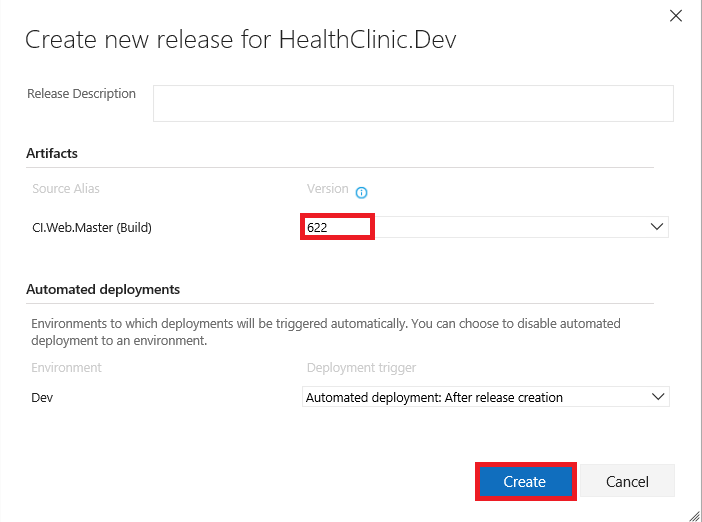 Create new release for HealthClinic.Dev
Release Description
Artifacts
Source Alias Version
CI.Web.Master (Build) 622
Automated deployments
Environments to which deployments will be triggered automatically. You can choose to disable automated
deployment to an environment.
Environment Deployment trigger
Dev Automated deployment: After release creation
Create Cancel